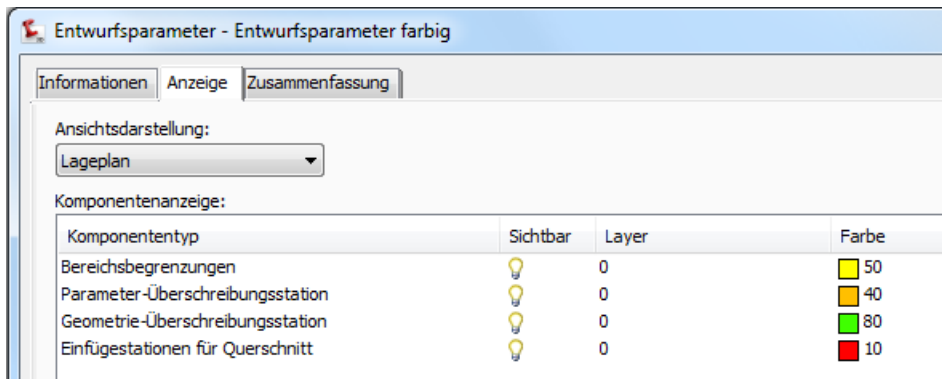 Entwurfsparameter - Entwurfsparameter farbig
Informationen Anzeige Zusammenfassung
Ansichtsdarstellung:
Lageplan
Komponentenanzeige:
Komponententyp Sichtbar Layer Farbe
Bereichsbegrenzungen 0 50
Parameter-Überschreibungsstation 0 40
Geometrie-Überschreibungsstation 0 80
Einfügestationen für Querschnitt 0 10